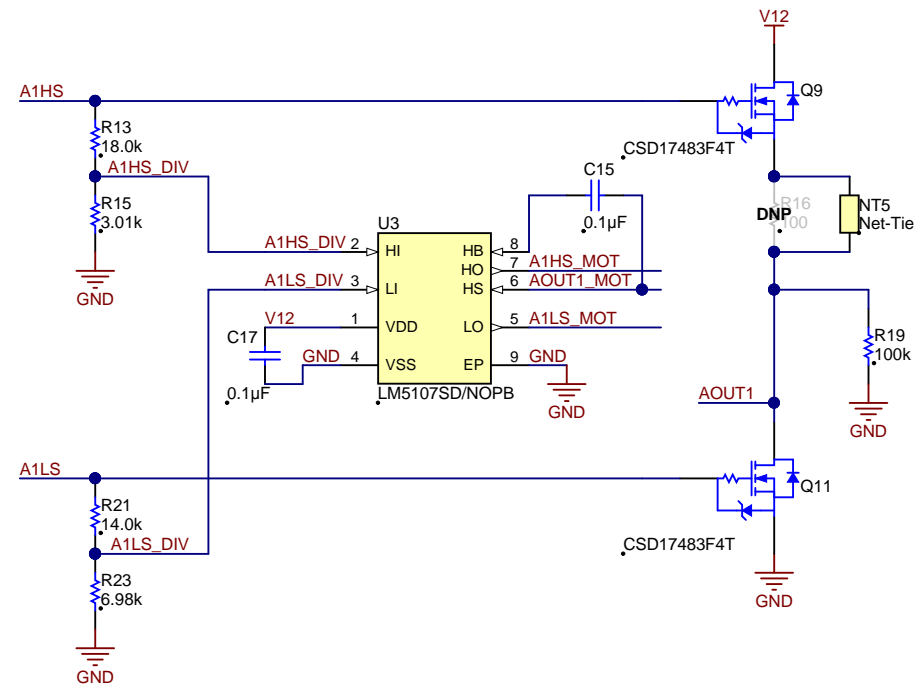 V12
A1HS
Q9
R13
18.0k
CSD17483F4T
A1HS_DIV
C15
R15
3.01k
0.1µF
DNP
R16
100
NT5
Net-Tie
U3
A1HS_DIV 2 HI
HB 8
HO 7 A1HS_MOT
A1LS_DIV 3 LI
HS 6 AOUT1_MOT
GND
V12 1 VDD
LO 5 A1LS_MOT
C17
R19
100k
GND 4 VSS
EP 9 GND
0.1µF
LM5107SD/NOPB
AOUT1
GND
GND
A1LS
Q11
R21
14.0k
A1LS_DIV
CSD17483F4T
R23
6.98k
GND
GND